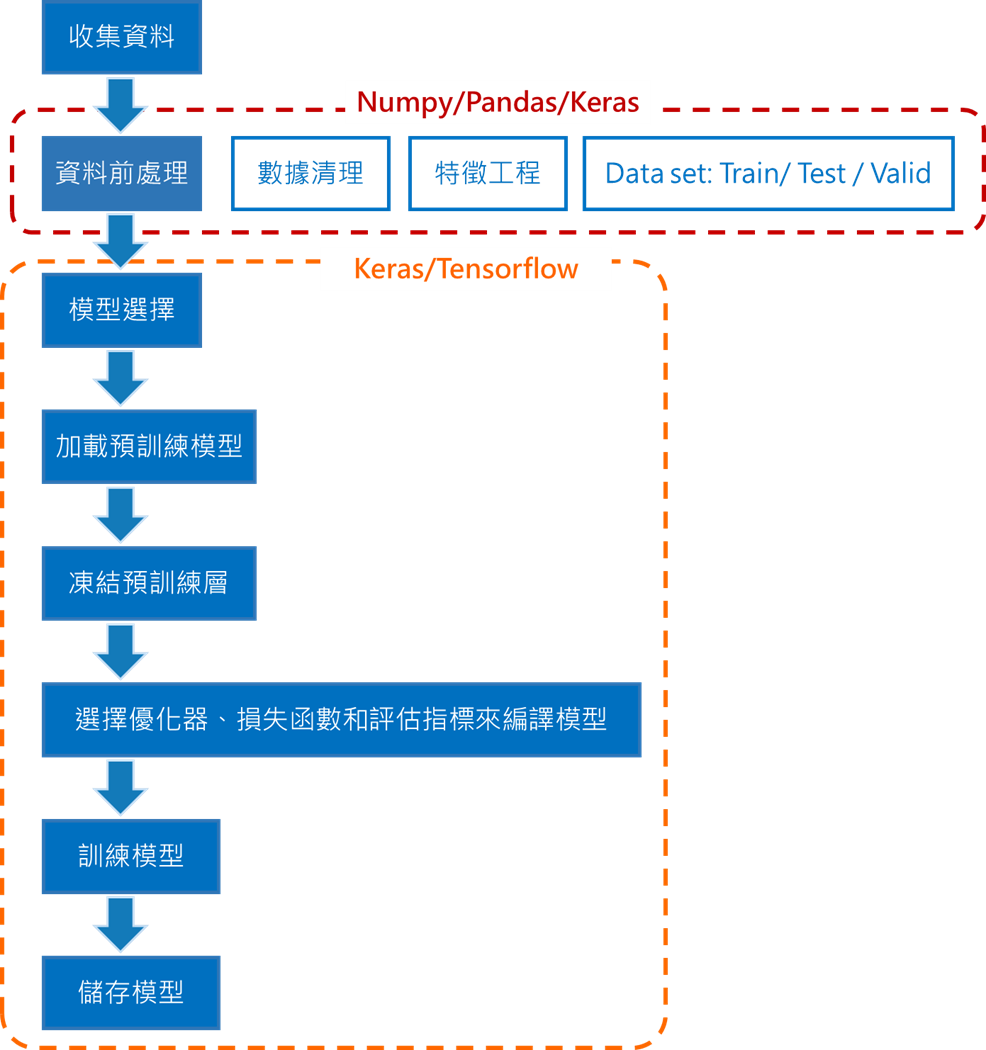 收集資料
Numpy/Pandas/Keras
資料前處理
數據清理
特徵工程
Data set: Train/ Test / Valid
Keras/Tensorflow
模型選擇
加載預訓練模型
凍結預訓練層
選擇優化器、損失函數和評估指標來編譯模型
訓練模型
儲存模型